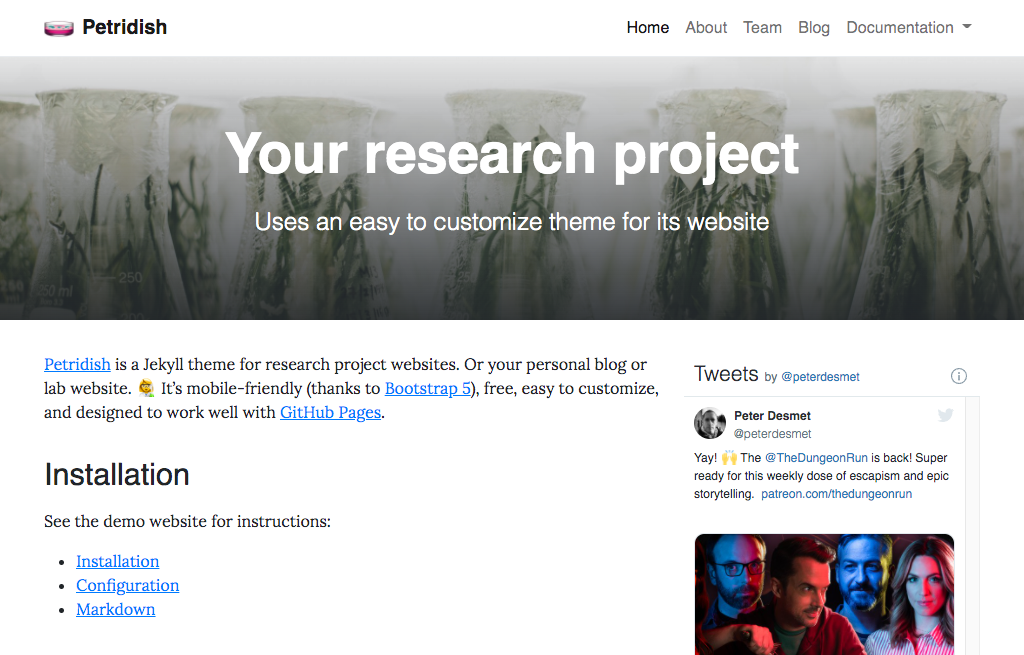 Petridish
Home About Team Blog Documentation
Your research project
Uses an easy to customize theme for its website
250
250 ml
Petridish is a Jekyll theme for research project websites. Or your personal blog or
lab website. 🧑‍🔬 It's mobile-friendly (thanks to Bootstrap 5), free, easy to customize,
and designed to work well with GitHub Pages.
Installation
See the demo website for instructions:
• Installation
• Configuration
• Markdown
Tweets by @peterdesmet
Peter Desmet
@peterdesmet
Yay! 🙌 The @TheDungeonRun is back! Super
ready for this weekly dose of escapism and epic
storytelling. patreon.com/thedungeonrun